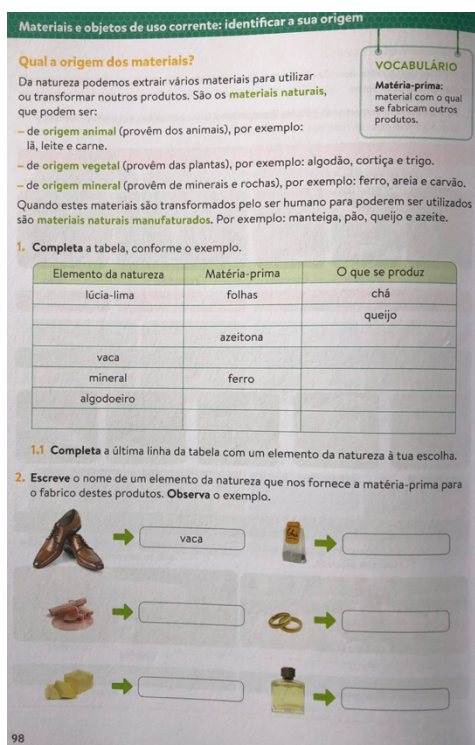 Materiais e objetos de uso corrente: identificar a sua origem
Qual a origem dos materiais?
Da natureza podemos extrair vários materiais para utilizar
ou transformar noutros produtos. São os materiais naturais,
que podem ser:
– de origem animal (provêm dos animais), por exemplo:
lã, leite e carne.
VOCABULÁRIO
Matéria-prima:
material com o qual
se fabricam outros
produtos.
– de origem vegetal (provêm das plantas), por exemplo: algodão, cortiça e trigo.
– de origem mineral (provêm de minerais e rochas), por exemplo: ferro, areia e carvão.
Quando estes materiais são transformados pelo ser humano para poderem ser utilizados
são materiais naturais manufaturados. Por exemplo: manteiga, pão, queijo e azeite.
1. Completa a tabela, conforme o exemplo.
Elemento da natureza Matéria-prima O que se produz
lúcia-lima folhas chá
queijo
azeitona
vaca
mineral ferro
algodoeiro
1.1 Completa a última linha da tabela com um elemento da natureza à tua escolha.
2. Escreve o nome de um elemento da natureza que nos fornece a matéria-prima para
o fabrico destes produtos. Observa o exemplo.
vaca
Chá
98